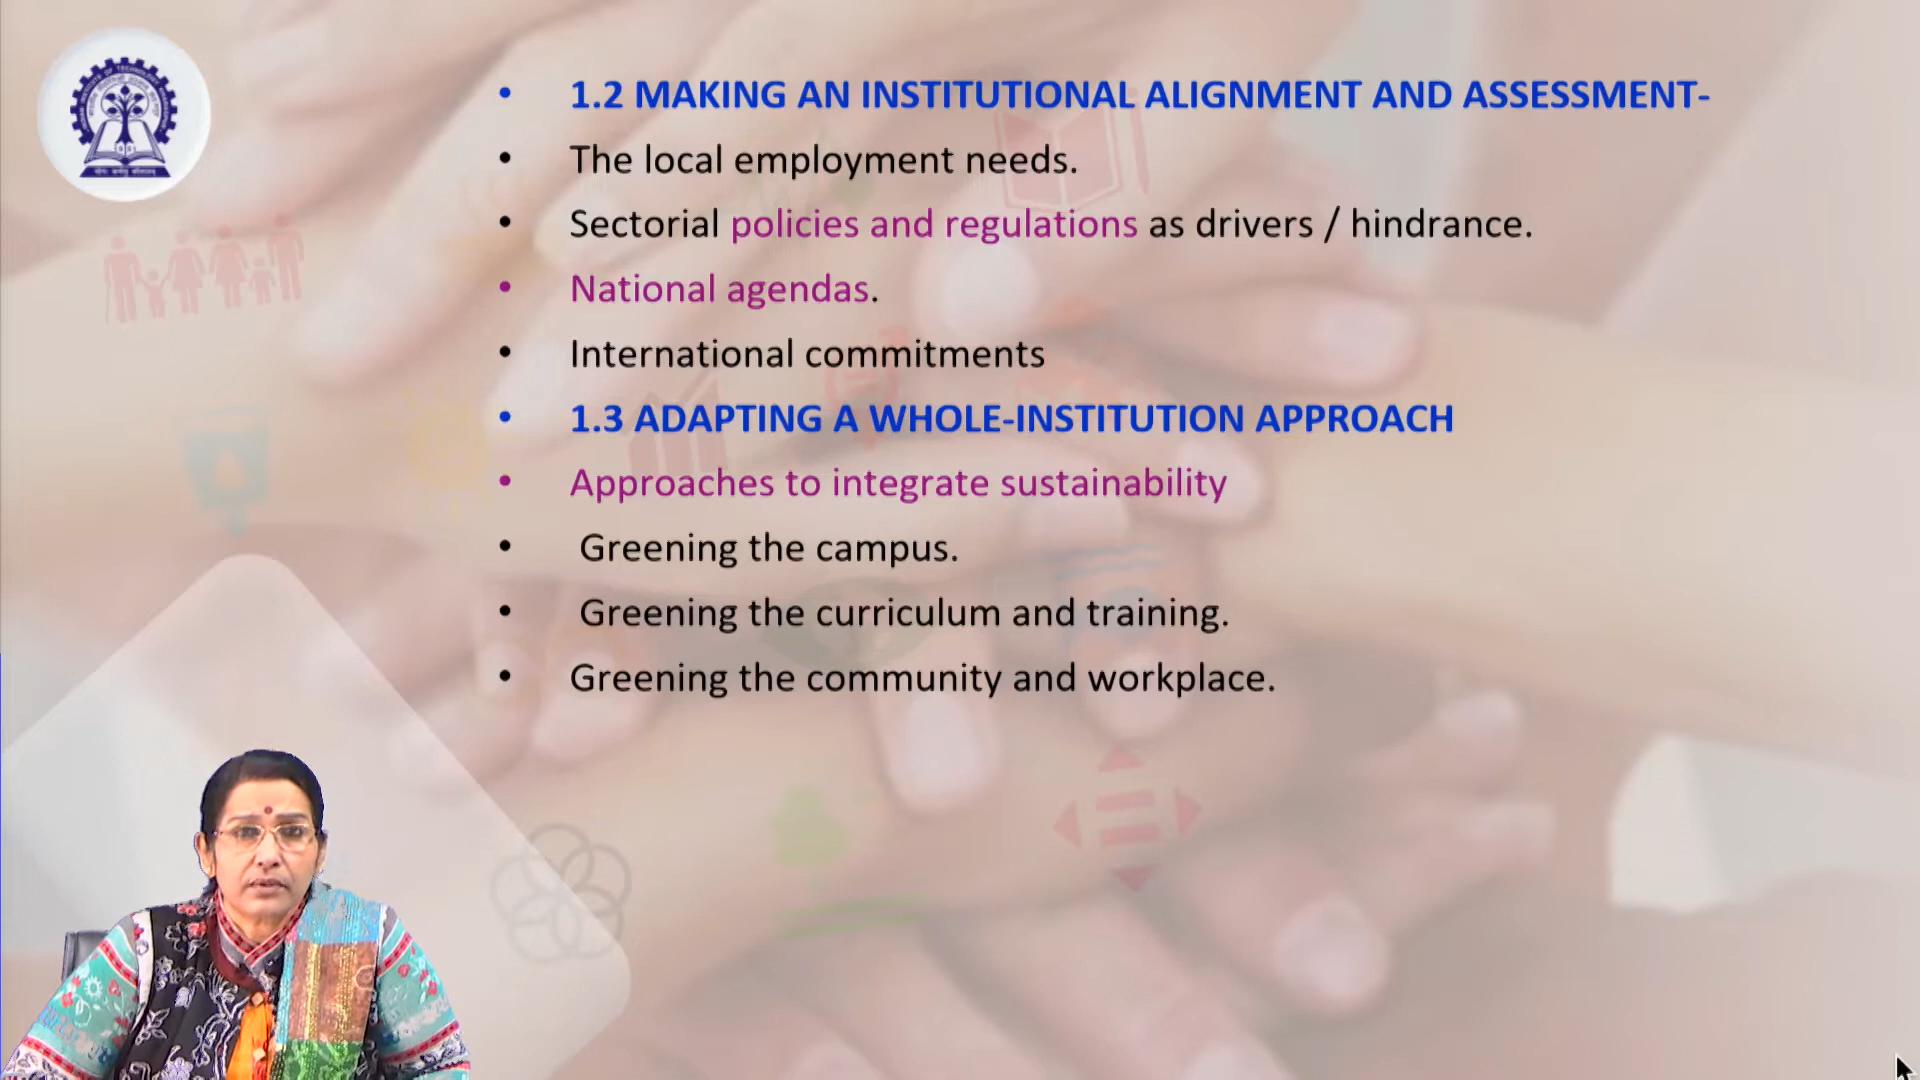 • 1.2 MAKING AN INSTITUTIONAL ALIGNMENT AND ASSESSMENT-
• The local employment needs.
• Sectorial policies and regulations as drivers / hindrance.
• National agendas.
• International commitments
• 1.3 ADAPTING A WHOLE-INSTITUTION APPROACH
• Approaches to integrate sustainability
• Greening the campus.
• Greening the curriculum and training.
• Greening the community and workplace.